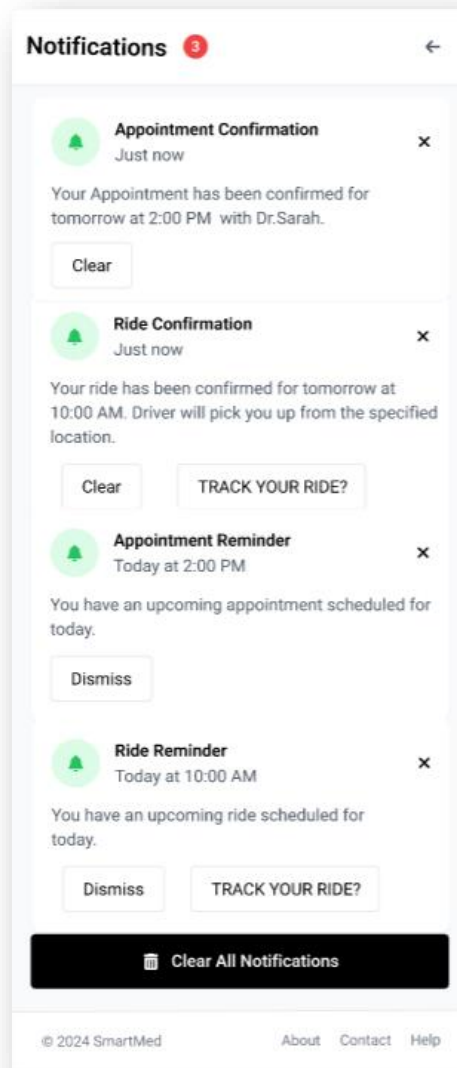 Notifications 3
Appointment Confirmation
Just now
Your Appointment has been confirmed for
tomorrow at 2:00 PM with Dr.Sarah.
Clear
Ride Confirmation
Just now
Your ride has been confirmed for tomorrow at
10:00 AM. Driver will pick you up from the specified
location.
Clear TRACK YOUR RIDE?
Appointment Reminder
Today at 2:00 PM
You have an upcoming appointment scheduled for
today.
Dismiss
Ride Reminder
Today at 10:00 AM
You have an upcoming ride scheduled for
today.
Dismiss TRACK YOUR RIDE?
Clear All Notifications
© 2024 SmartMed About Contact Help